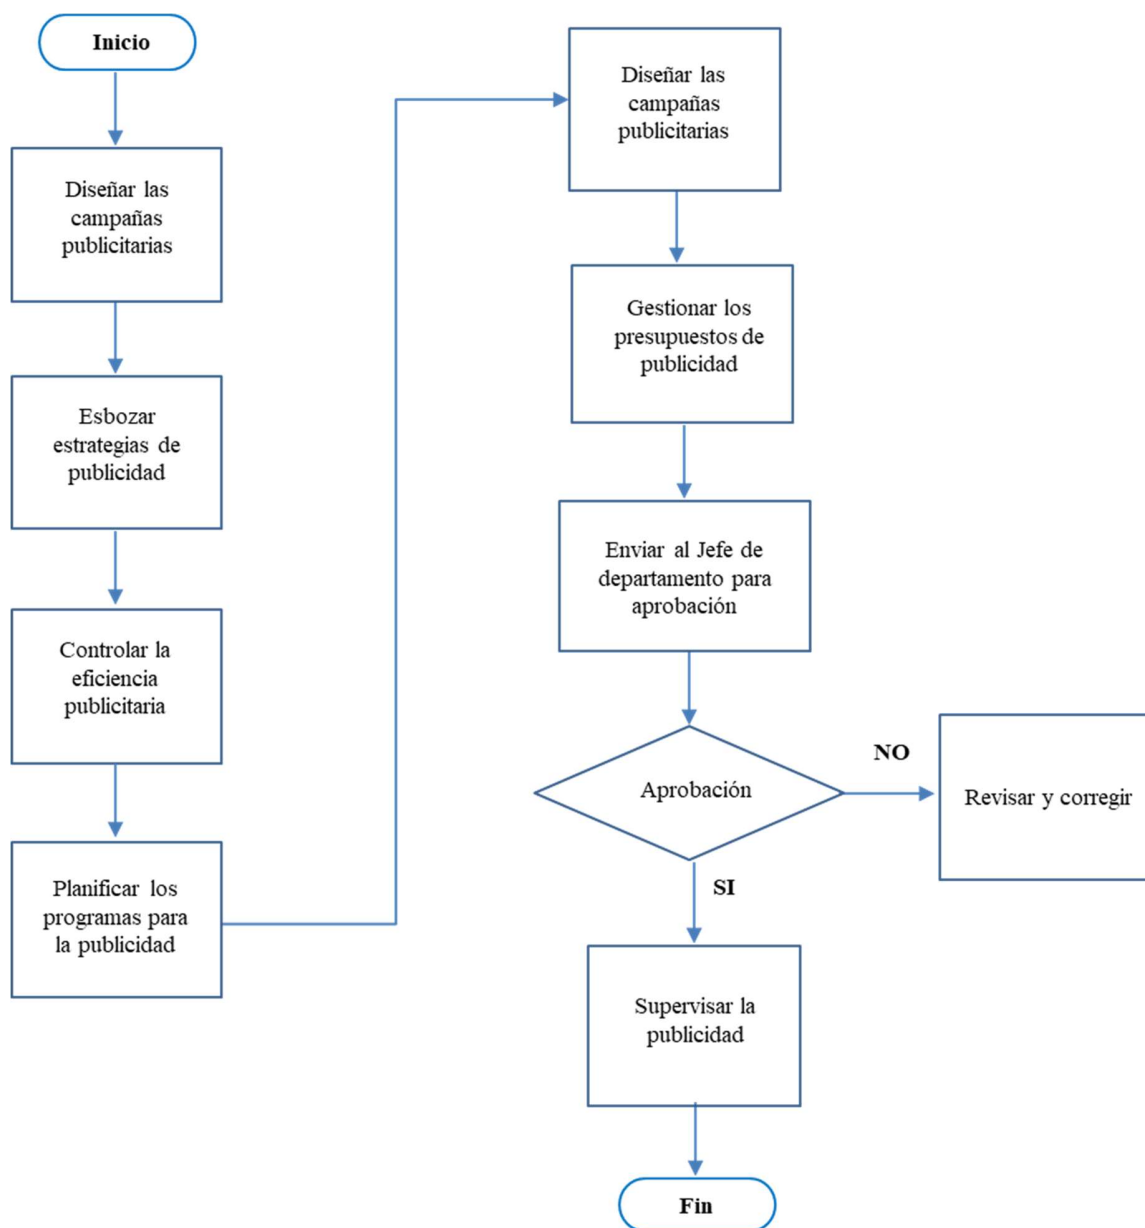 Inicio
Diseñar las
campañas
publicitarias
Esbozar
estrategias de
publicidad
Controlar la
eficiencia
publicitaria
Planificar los
programas para
la publicidad
Diseñar las
campañas
publicitarias
Gestionar los
presupuestos de
publicidad
Enviar al Jefe de
departamento para
aprobación
Aprobación
NO
Revisar y corregir
SI
Supervisar la
publicidad
Fin